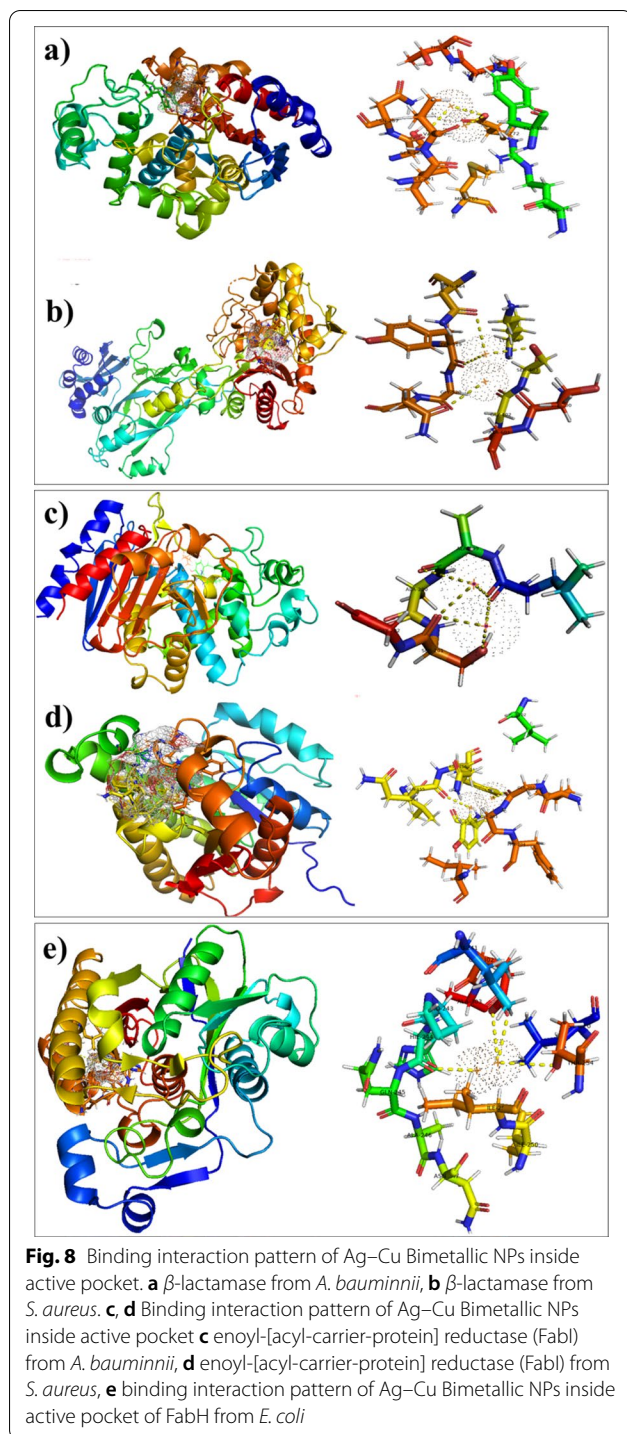 a)
b)
c)
d)
e)
Fig. 8 Binding interaction pattern of Ag–Cu Bimetallic NPs inside
active pocket. a β-lactamase from A. bauminnii, b β-lactamase from
S. aureus. c, d Binding interaction pattern of Ag–Cu Bimetallic NPs
inside active pocket c enoyl-[acyl-carrier-protein] reductase (FabI)
from A. bauminnii, d enoyl-[acyl-carrier-protein] reductase (FabI) from
S. aureus, e binding interaction pattern of Ag–Cu Bimetallic NPs inside
active pocket of FabH from E. coli